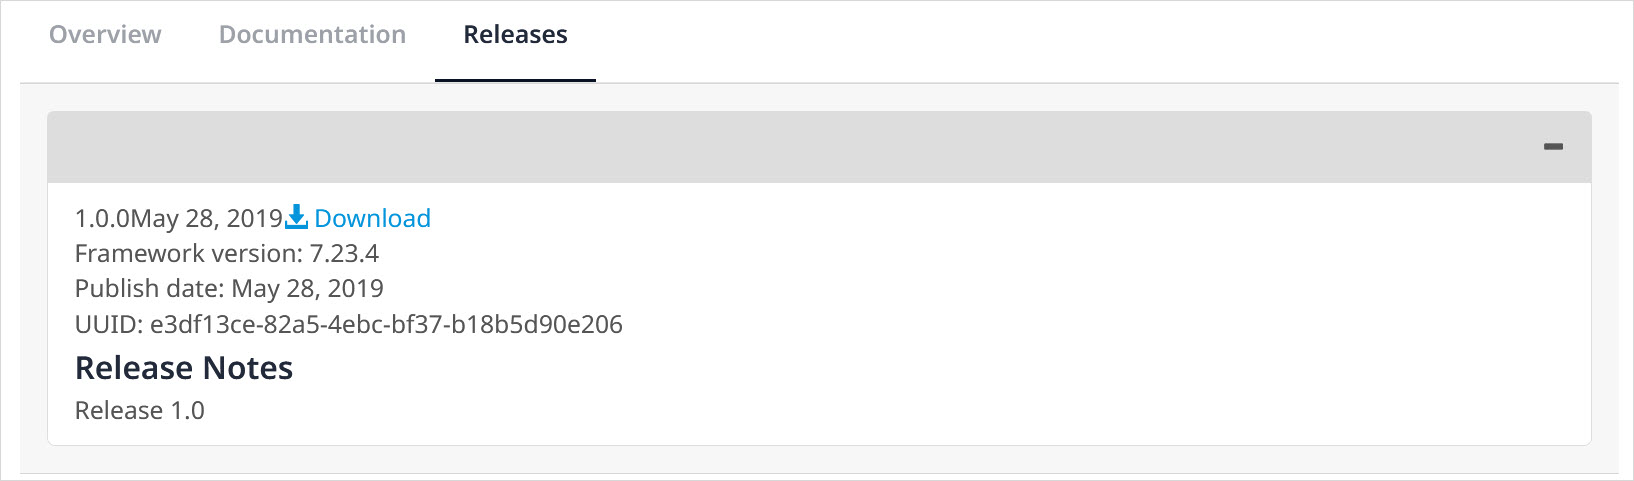 Overview Documentation Releases
1.0.0May 28, 2019 Download
Framework version: 7.23.4
Publish date: May 28, 2019
UUID: e3df13ce-82a5-4ebc-bf37-b18b5d90e206
Release Notes
Release 1.0